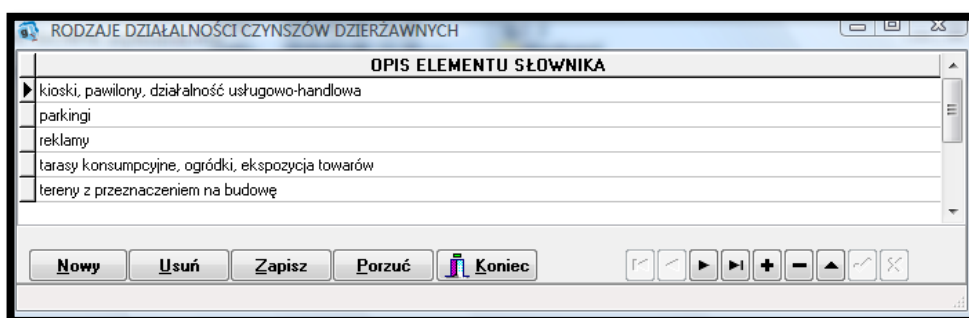 RODZAJE DZIAŁALNOŚCI CZYNSZÓW DZIERŻAWNYCH
OPIS ELEMENTU SŁOWNIKA
kioski, pawilony, działalność usługowo-handlowa
parkingi
reklamy
tarasy konsumpcyjne, ogródki, ekspozycja towarów
tereny z przeznaczeniem na budowę
Nowy Usuń Zapisz Porzuć Koniec